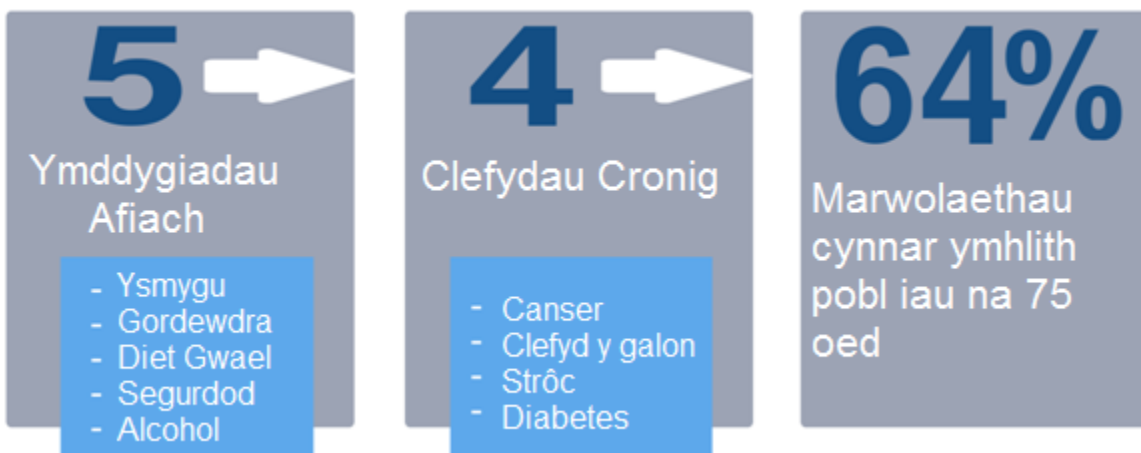 5
Ymddygiadau
Afiach
- Ysmygu
- Gordewdra
- Diet Gwael
- Segurdod
- Alcohol
4
Clefydau Cronig
- Canser
- Clefyd y galon
- Strôc
- Diabetes
64%
Marwolaethau
cynnar ymhlith
pobl iau na 75
oed